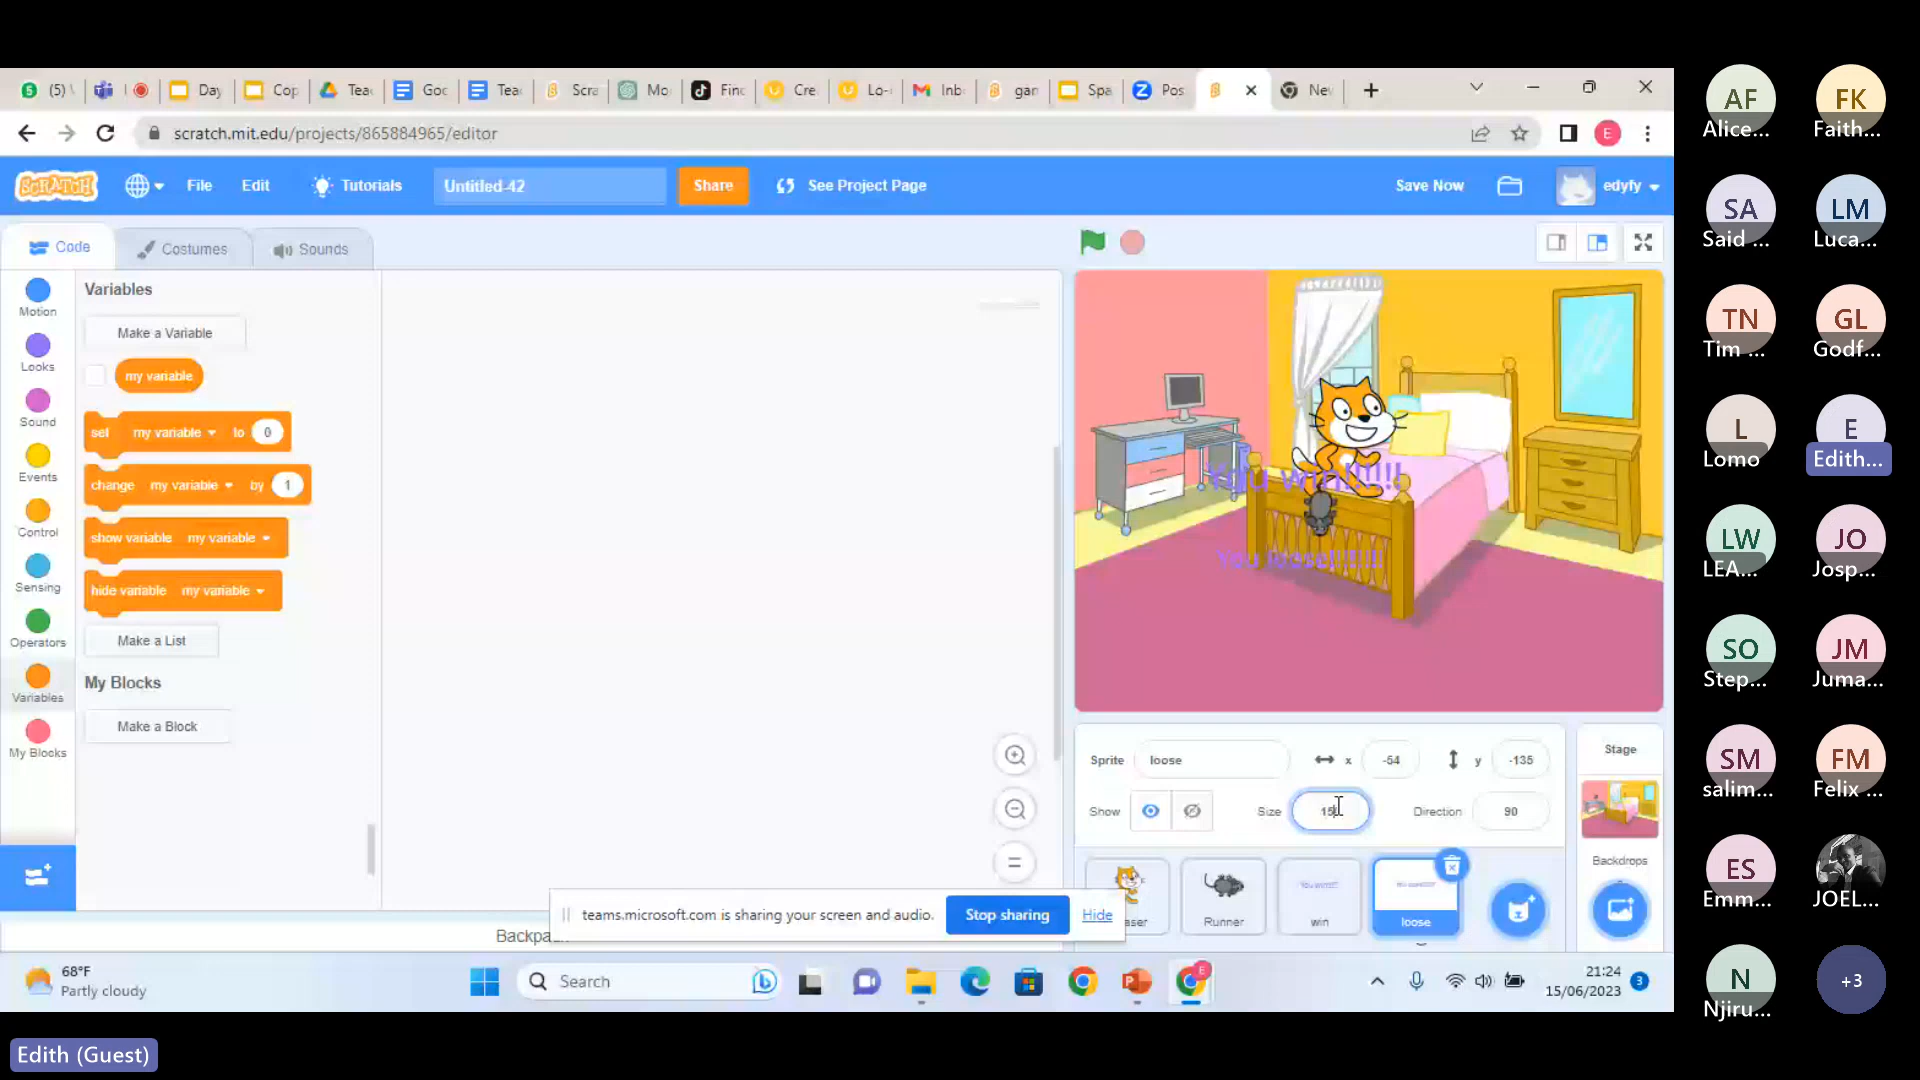 (5)
Day
Cop
Tea
Goc
Tea
Scra
Mo
Finc
Cre
Lo-
Inb
gan
Spa
Pos
Nev
scratch.mit.edu/projects/865884965/editor
E
SCRATCH
File
Edit
Tutorials
Untitled-42
Share
See Project Page
Save Now
edyfy
Code
Costumes
Sounds
Motion
Looks
Sound
Events
Control
Sensing
Operators
Variables
My Blocks
Variables
Make a Variable
my variable
set my variable to 0
change my variable by 1
show variable my variable
hide variable my variable
Make a List
My Blocks
Make a Block
You win!!!!!!
Sprite loose x -54 y -135
Show Size Direction 90
aser
Runner
win
loose
Stage
Backdrops
teams.microsoft.com is sharing your screen and audio. Stop sharing Hide
68°F
Partly cloudy
Search
21:24
15/06/2023
3
AF
Alice...
FK
Faith...
SA
Said ...
LM
Luca...
TN
Tim ...
GL
Godf...
L
Lomo
E
Edith...
LW
LEA...
JO
Josp...
SO
Step...
JM
Juma...
SM
salim...
FM
Felix ...
ES
Emm...
JOEL...
N
Njiru...
+3
Edith (Guest)